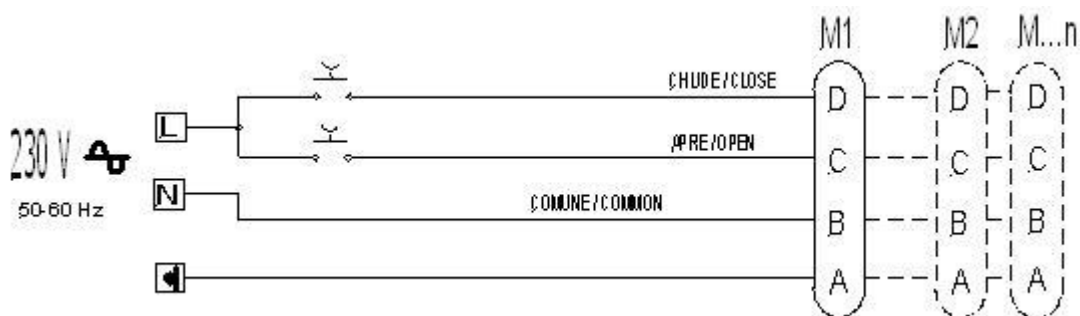 M1 M2 M...n
CHIUDE/CLOSE D D D
L
APRE/OPEN C C C
230 V
N
50-60 Hz
COMUNE/COMMON B B B
A A A